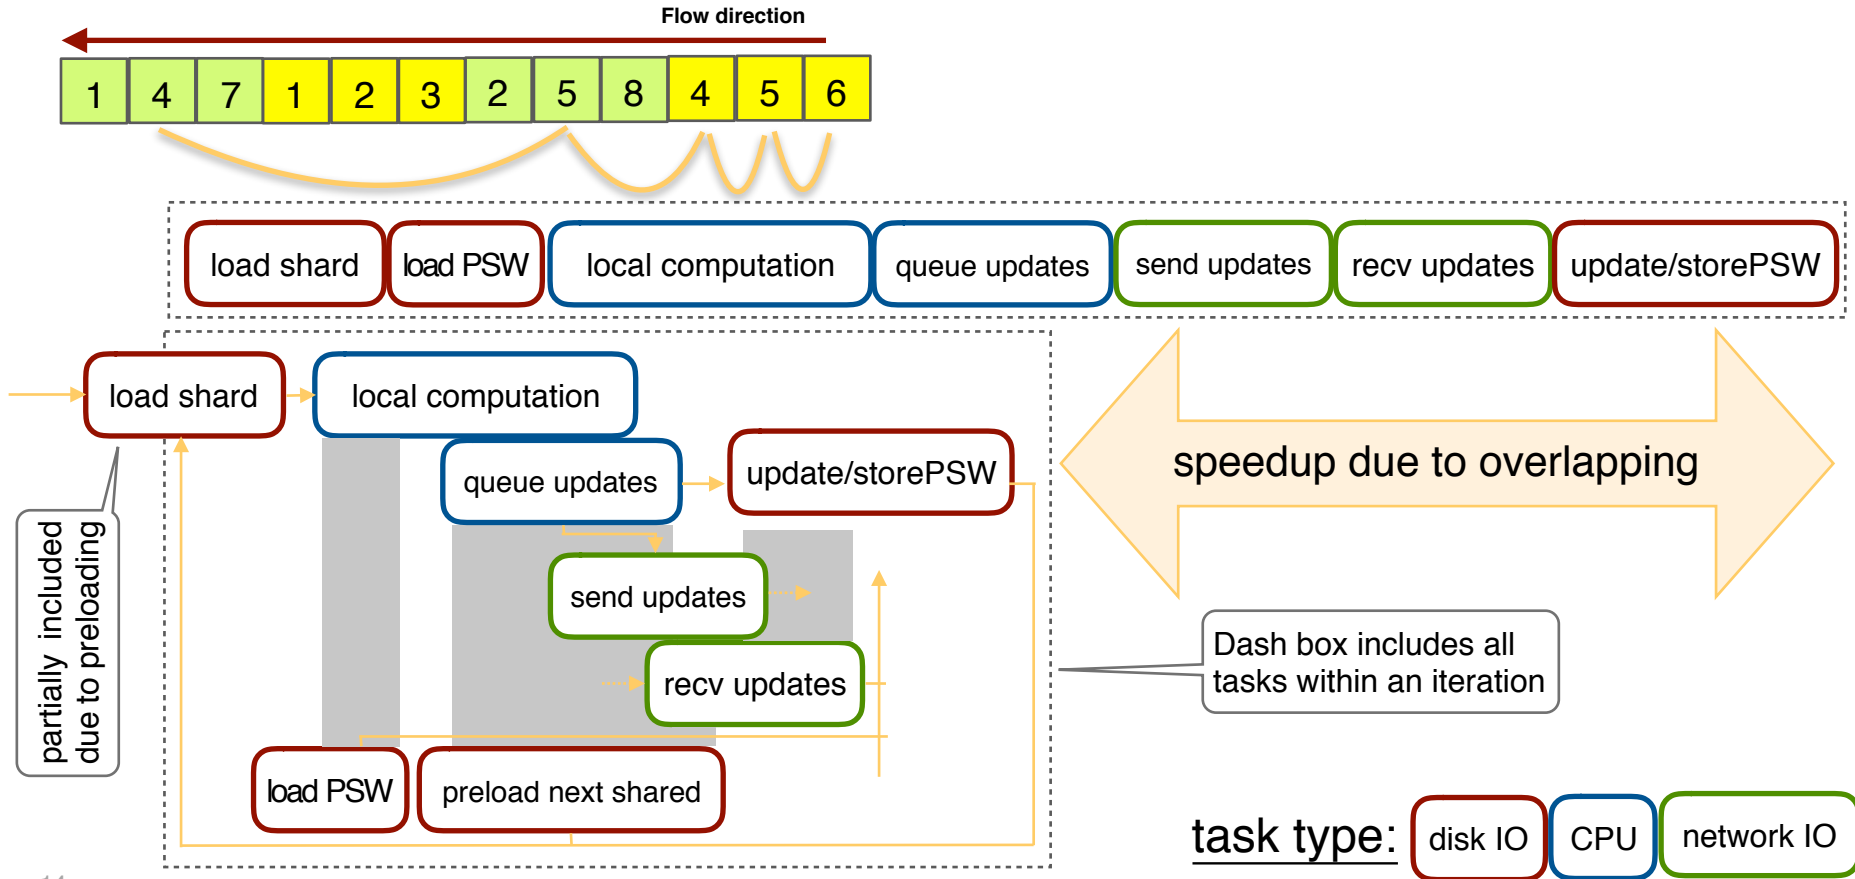 Flow direction
1 4 7 1 2 3 2 5 8 4 5 6
load shard load PSW local computation queue updates send updates recv updates update/storePSW
load shard local computation
queue updates update/storePSW
speedup due to overlapping
partially included
due to preloading
send updates
recv updates
Dash box includes all
tasks within an iteration
load PSW preload next shared
task type: disk IO CPU network IO